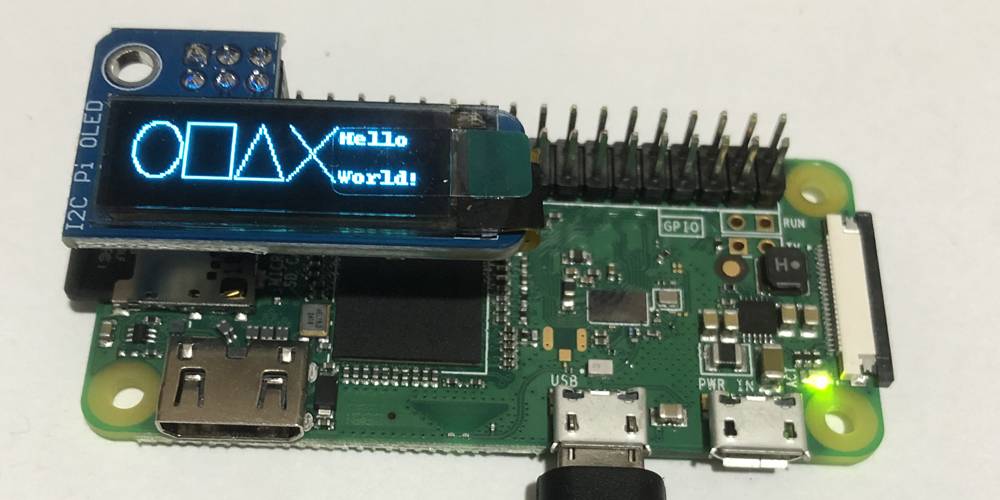 I2C Pi OLED
Hello
World!
GPIO
RUN
H
USB
PWR IN
ACT